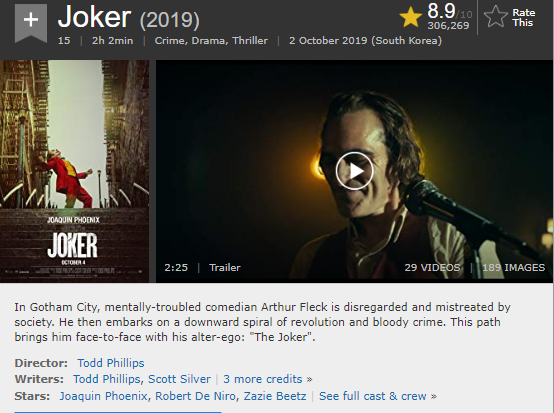 + Joker (2019)
8.9/10
306,269
Rate This
15 | 2h 2min | Crime, Drama, Thriller | 2 October 2019 (South Korea)
JOAQUIN PHOENIX
JOKER
OCTOBER 4
2:25 | Trailer
29 VIDEOS | 189 IMAGES
In Gotham City, mentally-troubled comedian Arthur Fleck is disregarded and mistreated by
society. He then embarks on a downward spiral of revolution and bloody crime. This path
brings him face-to-face with his alter-ego: "The Joker".
Director: Todd Phillips
Writers: Todd Phillips, Scott Silver | 3 more credits »
Stars: Joaquin Phoenix, Robert De Niro, Zazie Beetz | See full cast & crew »